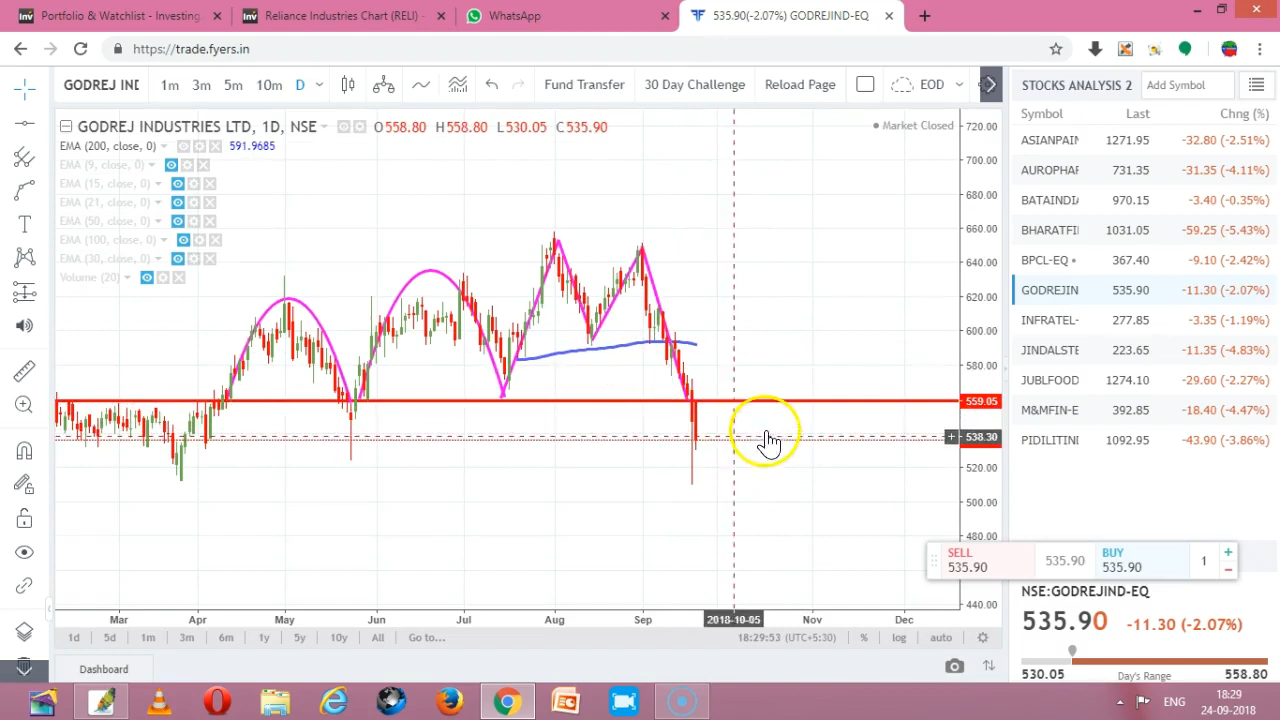 Portfolio & Watchlist - Investing.
Reliance Industries Chart (RELI)
WhatsApp
535.90(-2.07%) GODREJIND-EQ
https://trade.fyers.in
GODREJ INI
1m 3m 5m 10m D
Fund Transfer
30 Day Challenge
Reload Page
EOD
STOCKS ANALYSIS 2
Add Symbol
GODREJ INDUSTRIES LTD, 1D, NSE
O558.80 H558.80 L530.05 C535.90
Market Closed
EMA (200, close, 0) 591.9685
EMA (9, close, 0)
EMA (15, close, 0)
EMA (21, close, 0)
EMA (50, close, 0)
EMA (100, close, 0)
EMA (30, close, 0)
Volume (20)
720.00
700.00
680.00
660.00
640.00
620.00
600.00
580.00
559.05
538.30
520.00
500.00
480.00
440.00
Symbol Last Chng (%)
ASIANPAIN 1271.95 -32.80 (-2.51%)
AUROPHAR 731.35 -31.35 (-4.11%)
BATAINDIA 970.15 -3.40 (-0.35%)
BHARATFI 1031.05 -59.25 (-5.43%)
BPCL-EQ 367.40 -9.10 (-2.42%)
GODREJIN 535.90 -11.30 (-2.07%)
INFRATEL- 277.85 -3.35 (-1.19%)
JINDALSTE 223.65 -11.35 (-4.83%)
JUBLFOOD 1274.10 -29.60 (-2.27%)
M&MFIN-E 392.85 -18.40 (-4.47%)
PIDILITINI 1092.95 -43.90 (-3.86%)
SELL
535.90
535.90
BUY
535.90
1
NSE:GODREJIND-EQ
535.90 -11.30 (-2.07%)
530.05 Day's Range 558.80
Mar Apr May Jun Jul Aug Sep 2018-10-05 Nov Dec
1d 5d 1m 3m 6m 1y 5y 10y All Go to...
18:29:53 (UTC+5:30) % log auto
Dashboard
ENG
18:29
24-09-2018